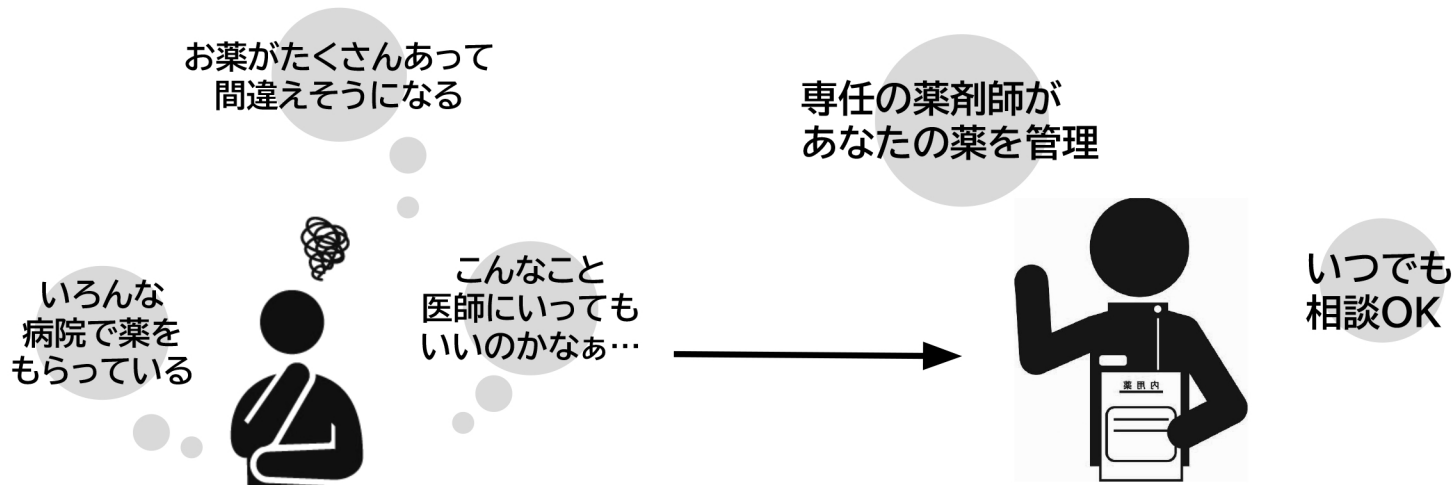 お薬がたくさんあって
間違えそうになる
いろんな
病院で薬を
もらっている
こんなこと
医師にいっても
いいのかなぁ…
専任の薬剤師が
あなたの薬を管理
いつでも
相談OK
内用薬